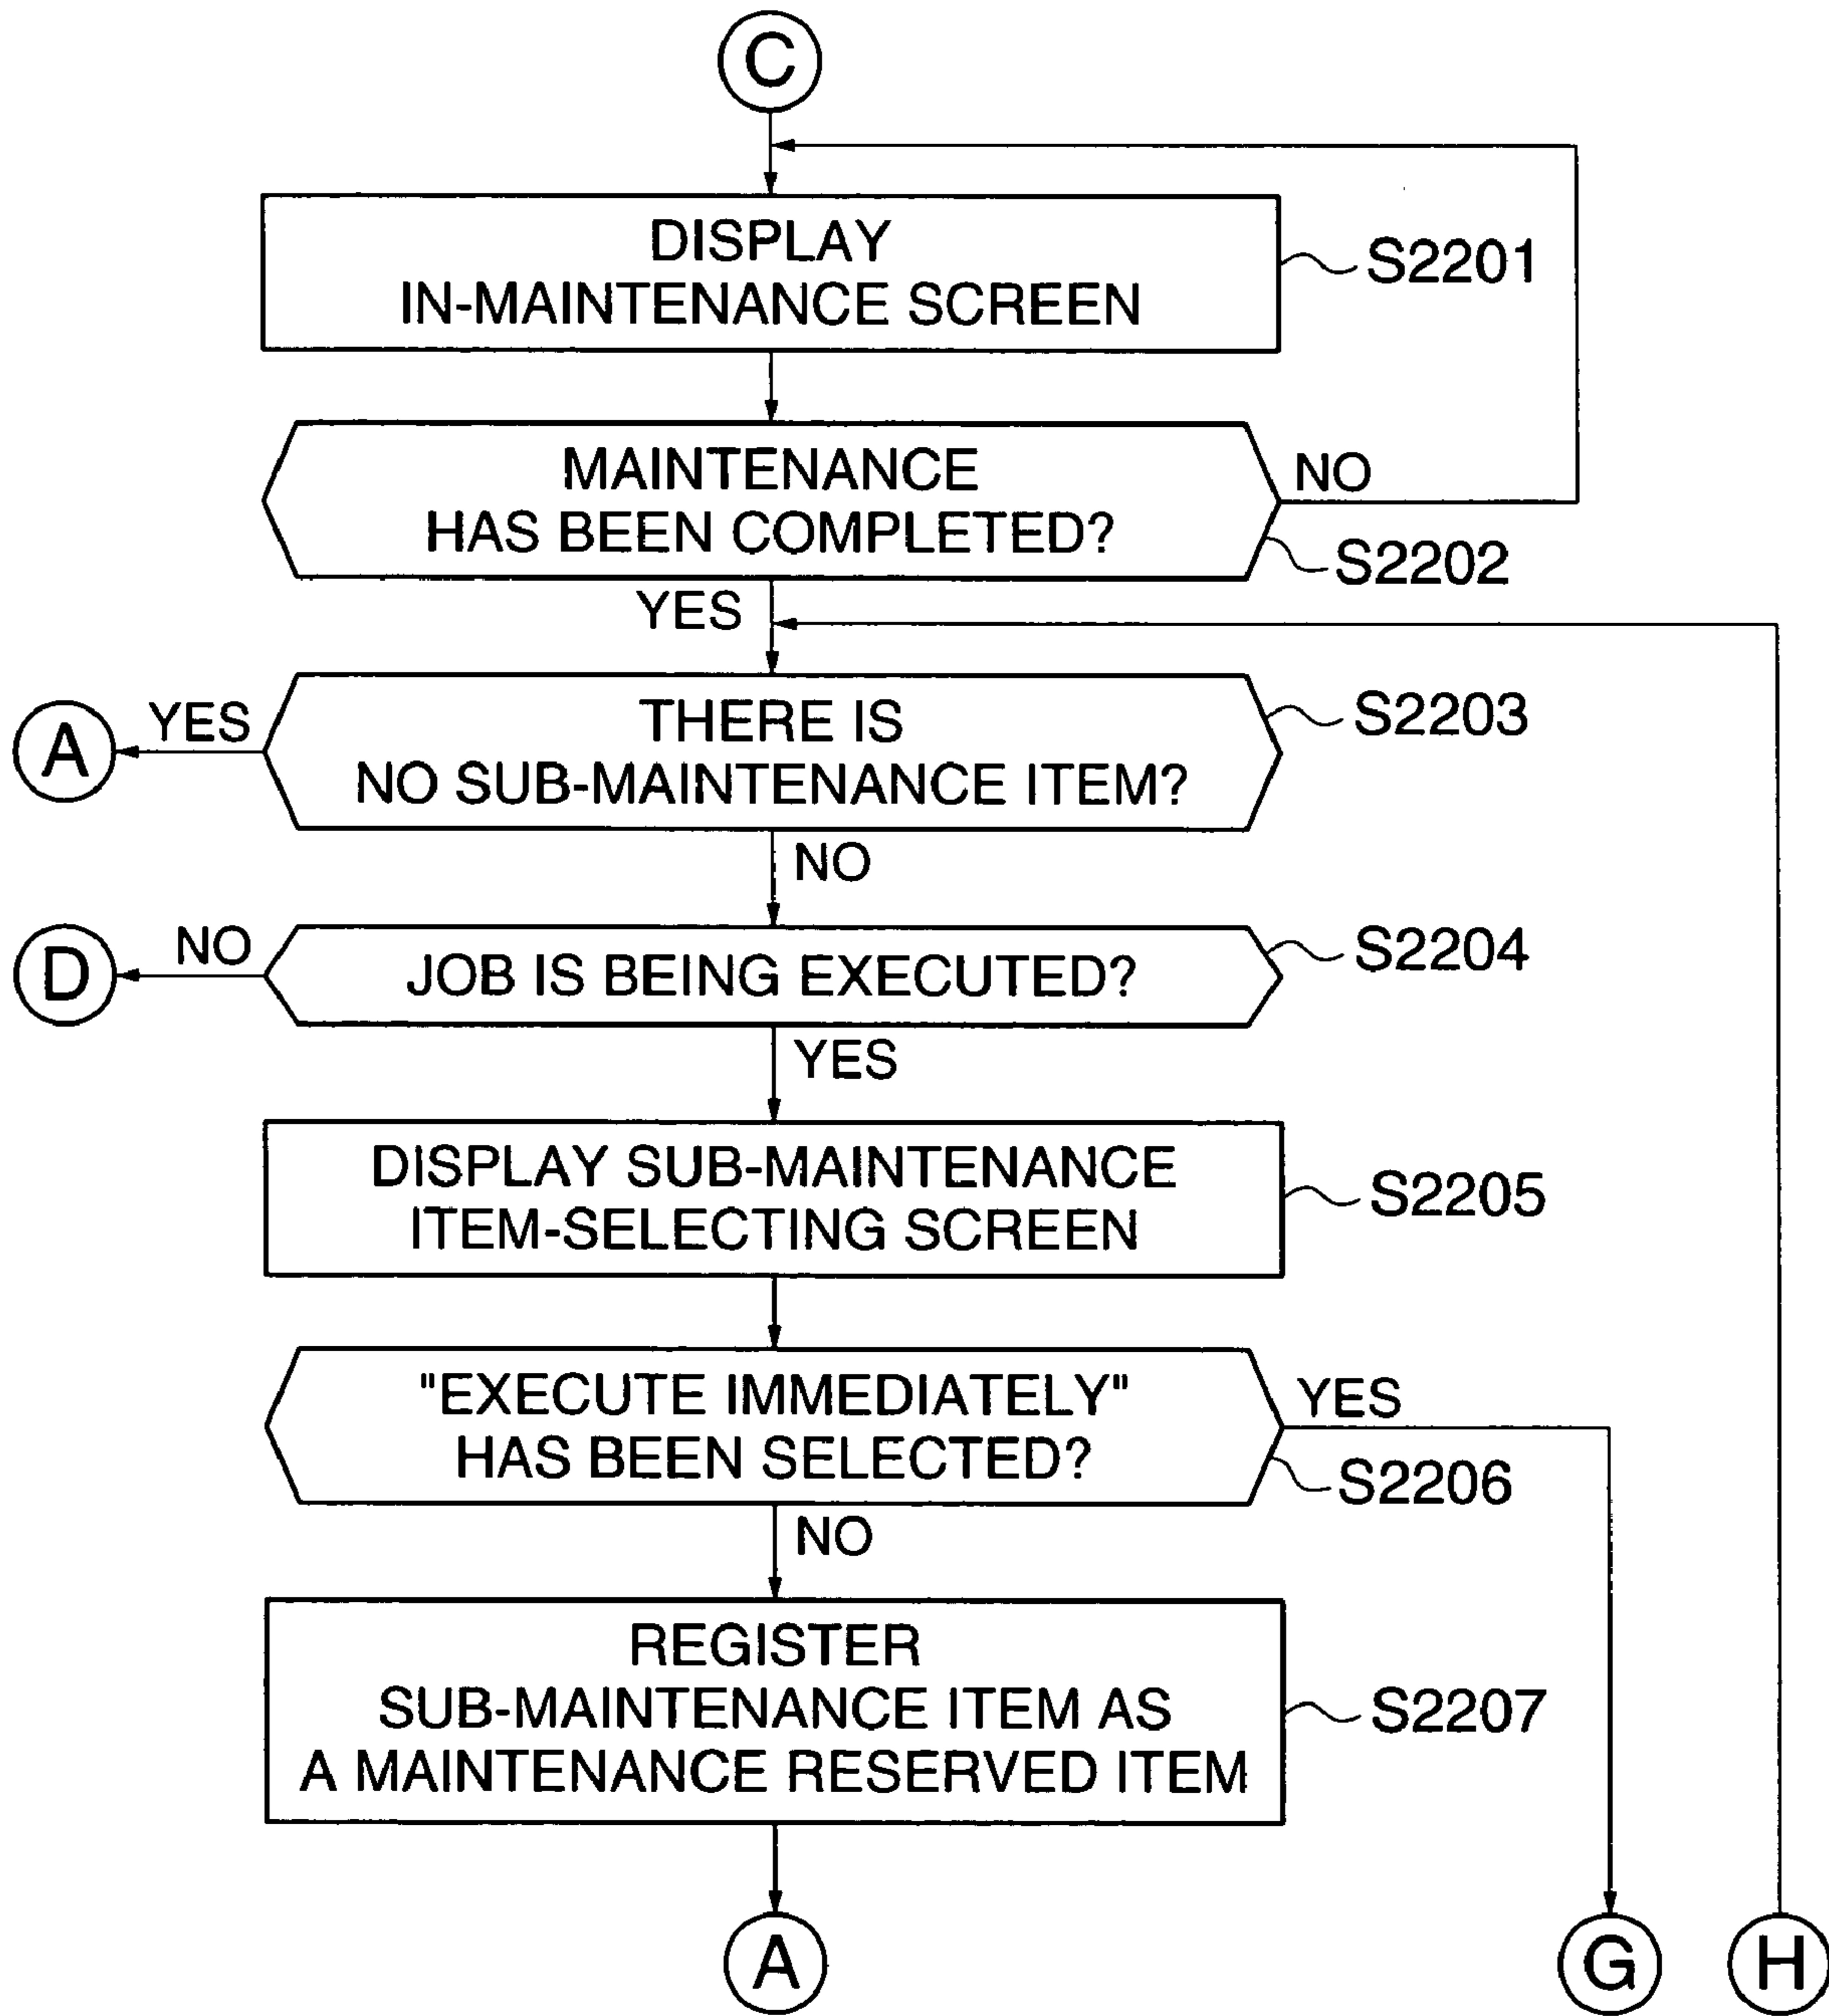 C
DISPLAY
IN-MAINTENANCE SCREEN
S2201
MAINTENANCE
HAS BEEN COMPLETED?
NO
S2202
YES
THERE IS
NO SUB-MAINTENANCE ITEM?
S2203
YES
A
NO
JOB IS BEING EXECUTED?
S2204
NO
D
YES
DISPLAY SUB-MAINTENANCE
ITEM-SELECTING SCREEN
S2205
"EXECUTE IMMEDIATELY"
HAS BEEN SELECTED?
YES
S2206
NO
REGISTER
SUB-MAINTENANCE ITEM AS
A MAINTENANCE RESERVED ITEM
S2207
A
G
H